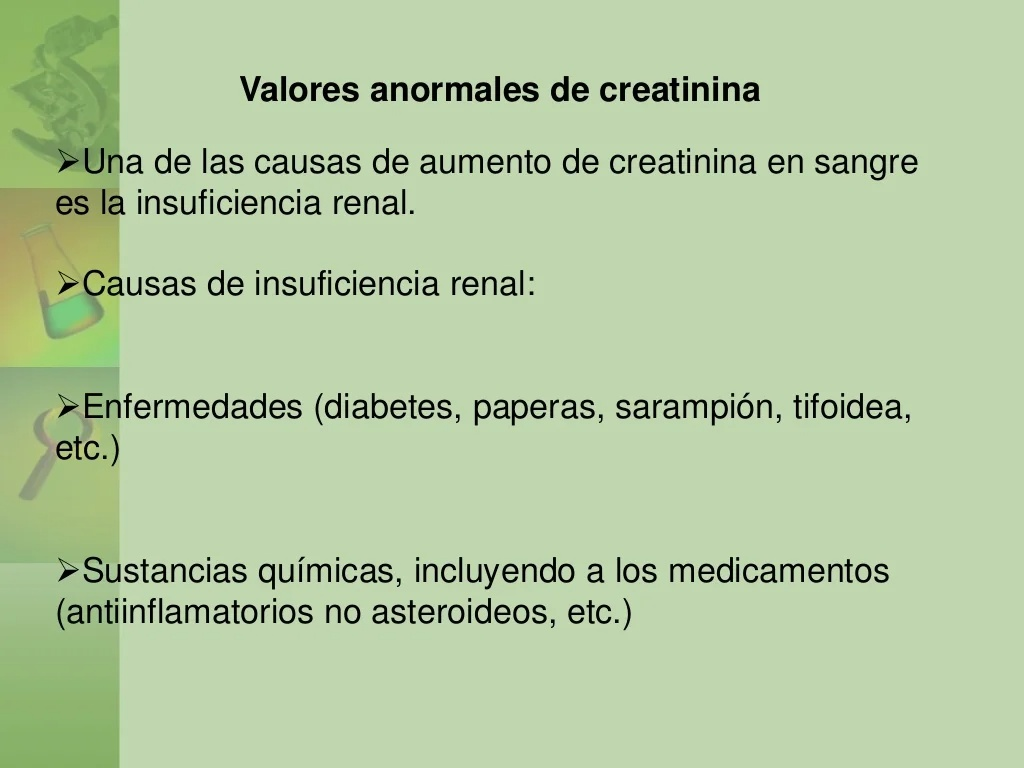 Valores anormales de creatinina
➢Una de las causas de aumento de creatinina en sangre
es la insuficiencia renal.
➢Causas de insuficiencia renal:
➢Enfermedades (diabetes, paperas, sarampión, tifoidea,
etc.)
➢Sustancias químicas, incluyendo a los medicamentos
(antiinflamatorios no asteroideos, etc.)